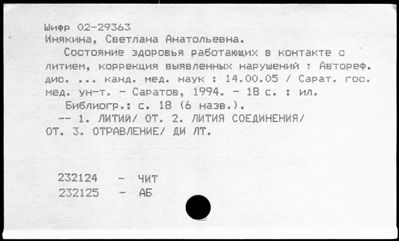 Шифр 02-29363
Инякина, Светлана Анатольевна.
Состояние здоровья работающих в контакте с
литием, коррекция выявленных нарушений : Автореф.
дис. ... канд. мед. наук : 14.00.05 / Сарат. гос.
мед. ун-т. - Саратов, 1994. - 18 с. : ил.
Библиогр.: с. 18 (6 назв.).
-- 1. ЛИТИЙ/ ОТ. 2. ЛИТИЯ СОЕДИНЕНИЯ/
ОТ. 3. ОТРАВЛЕНИЕ/ ДИ ЛТ.
232124 - ЧИТ
232125 - АБ